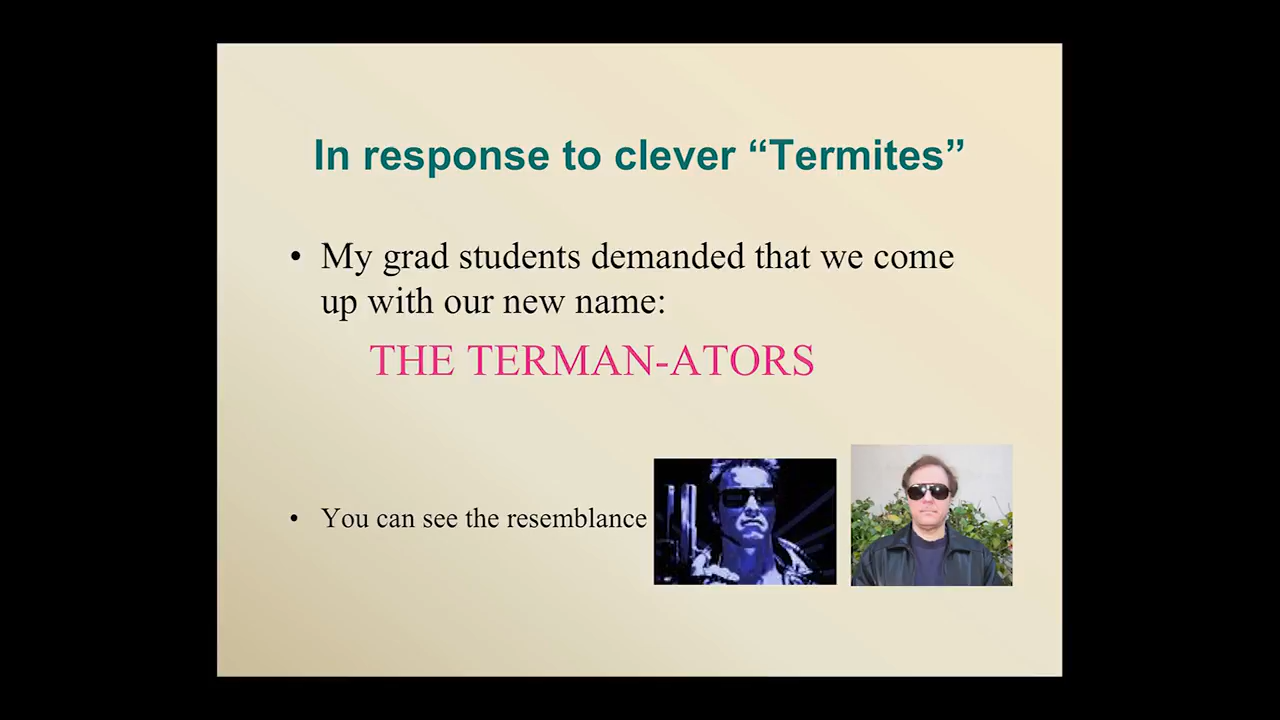 In response to clever “Termites”
• My grad students demanded that we come
up with our new name:
THE TERMAN-ATORS
• You can see the resemblance